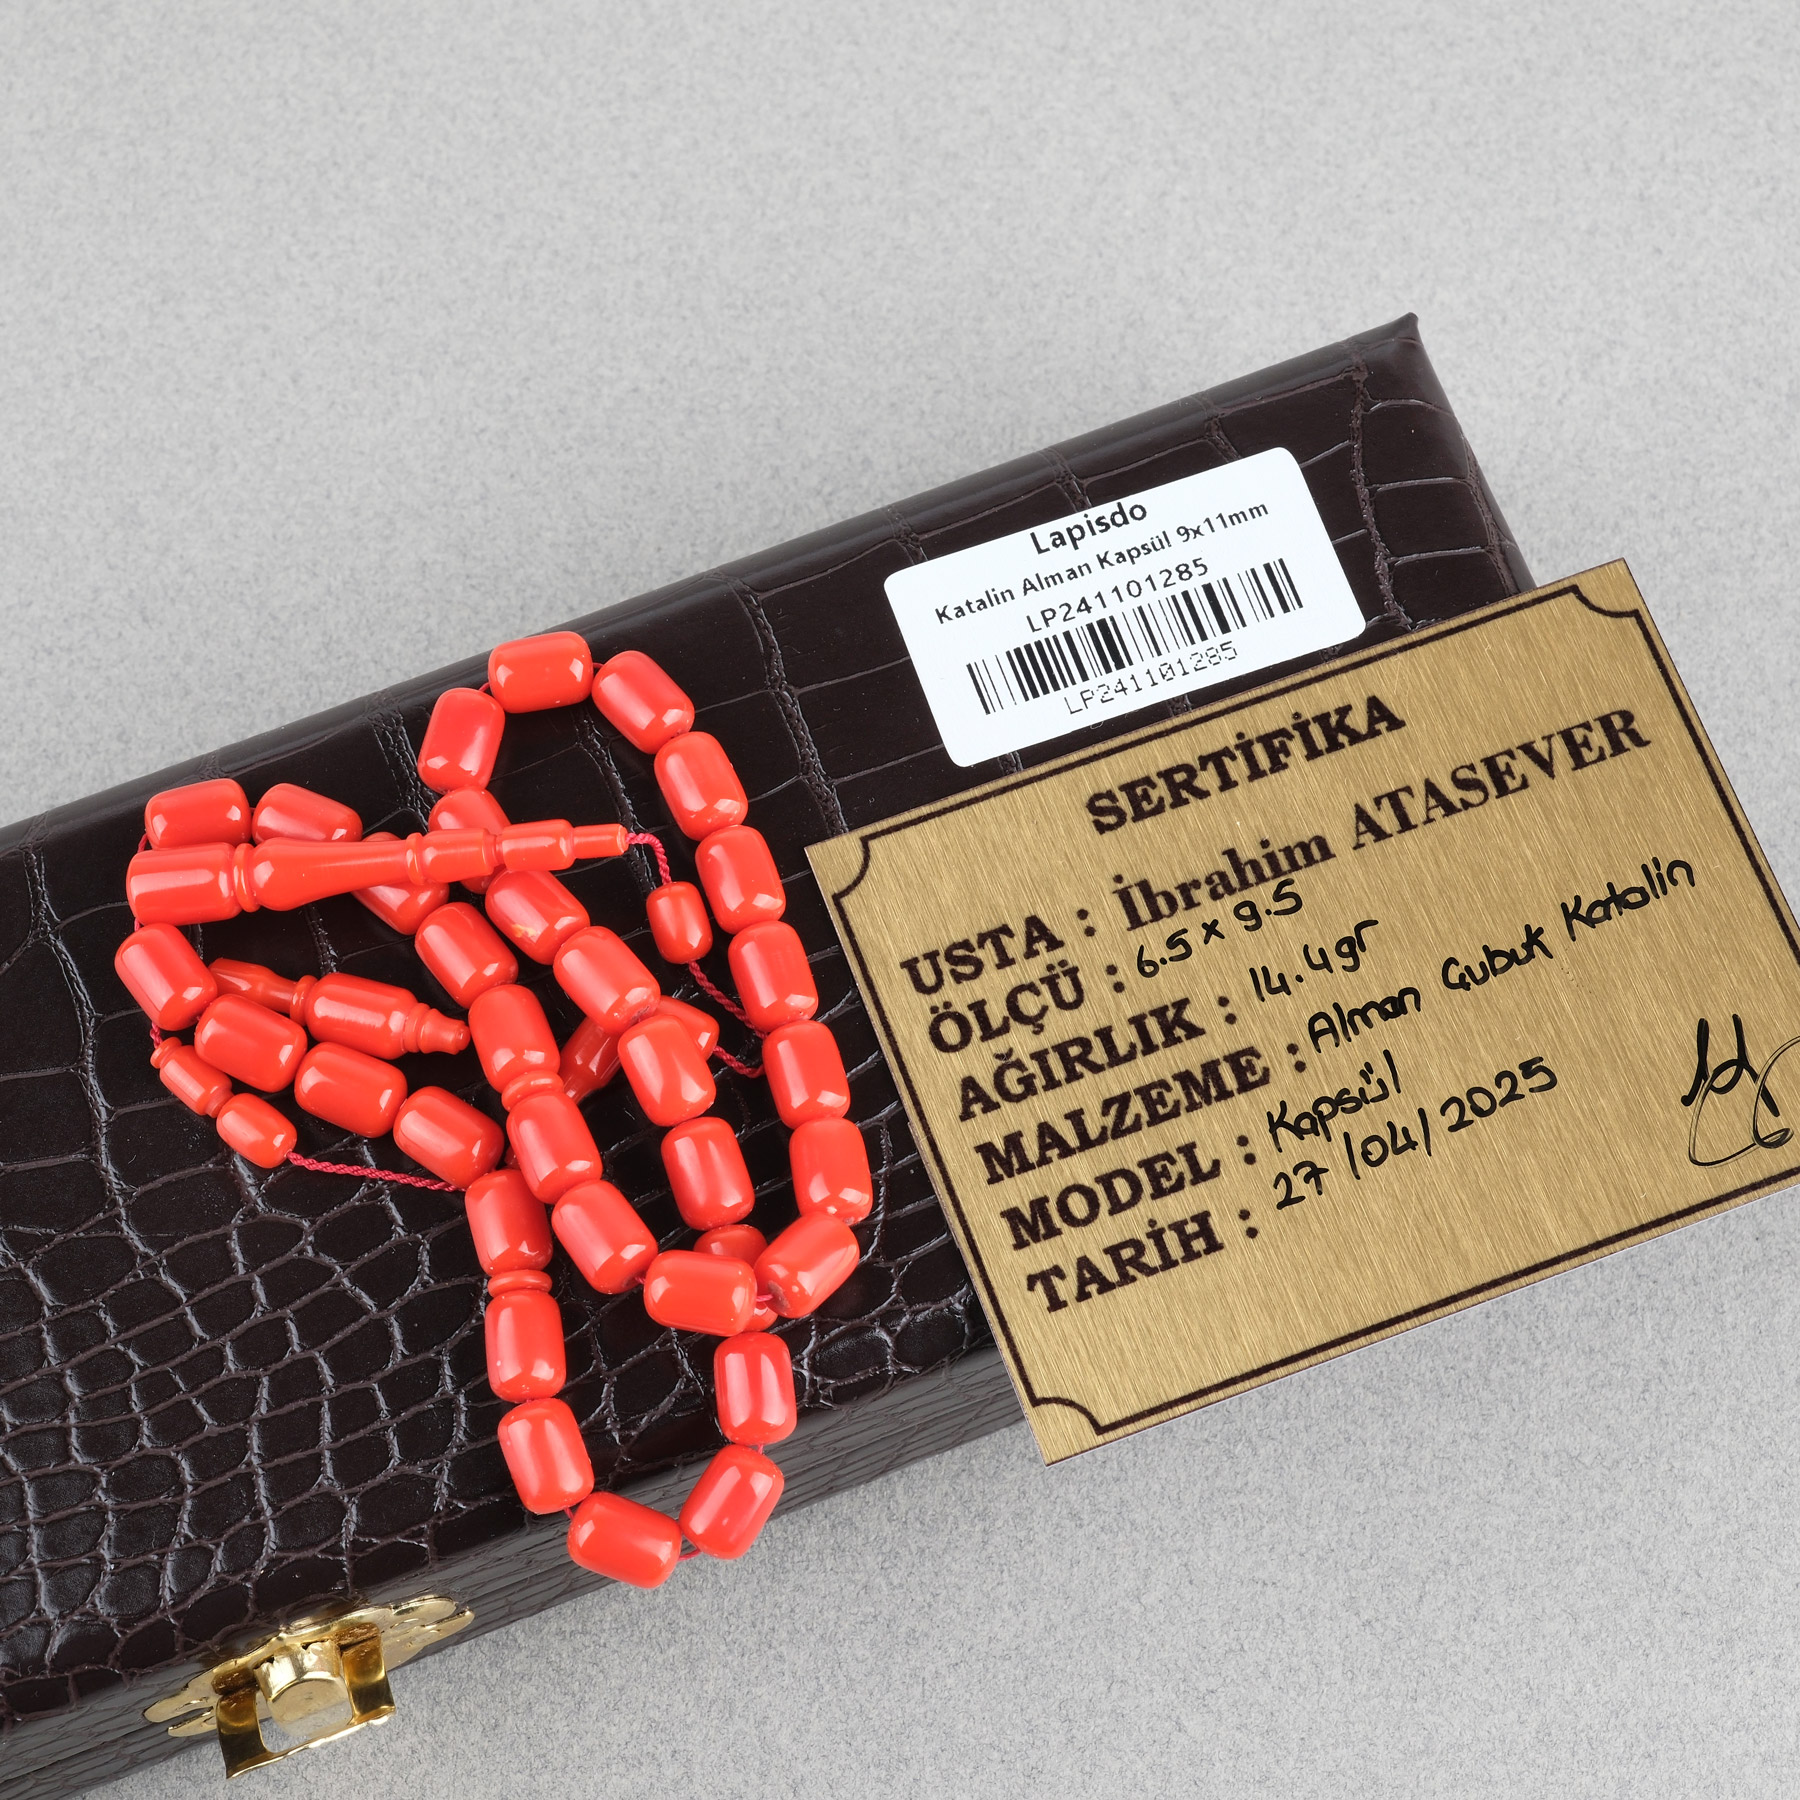 Lapisdo
Katalin Alman Kapsül 9x11mm
LP241101285
LP241101285
SERTİFİKA
USTA : İbrahim ATASEVER
ÖLÇÜ : 6.5 x 9.5
AĞIRLIK : 14.4gr
MALZEME : Alman Çubuk Katalin
MODEL : Kapsül
TARİH : 27/04/2025